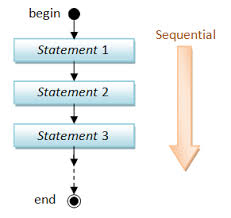 begin
Sequential
Statement 1
Statement 2
Statement 3
end